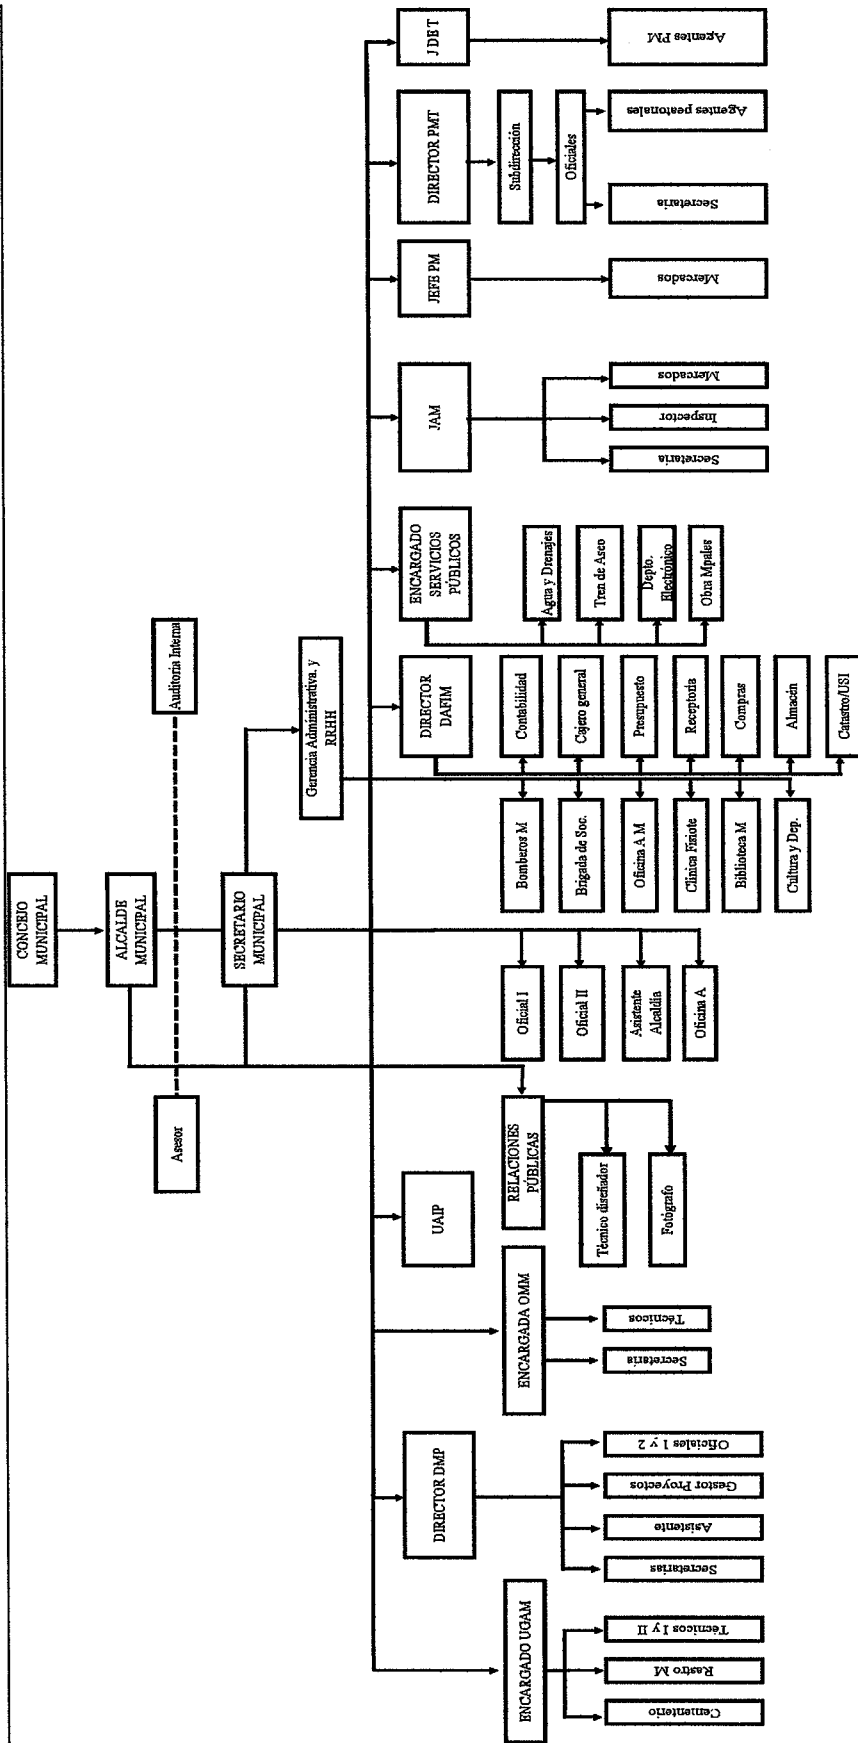 CONCEJO
MUNICIPAL
ALCALDE
MUNICIPAL
Asesor
Auditoria Interna
SECRETARIO
MUNICIPAL
Gerencia Administrativa. y
RRHH
ENCARGADO UGAM
Cementerio
Rastro M
Técnicos I y II
DIRECTOR DMP
Secretarias
Asistente
Gestor Proyectos
Oficiales 1 y 2
ENCARGADA OMM
Secretaria
Técnicos
UAIP
RELACIONES
PÚBLICAS
Técnico diseñador
Fotógrafo
Oficial I
Oficial II
Asistente
Alcaldía
Oficina A
Bomberos M
Brigada de Soc.
Oficina A M
Clínica Fisiote
Biblioteca M
Cultura y Dep.
DIRECTOR
DAFIM
Contabilidad
Cajero general
Presupuesto
Receptoría
Compras
Almacén
Catastro/USI
ENCARGADO
SERVICIOS
PÚBLICOS
Agua y Drenajes
Tren de Aseo
Depto.
Electrónico
Obra Mpales
JAM
Secretaria
Inspector
Mercados
JEFE PM
Mercados
DIRECTOR PMT
Subdirección
Oficiales
Secretaria
Agentes peatonales
J DE T
Agentes PM